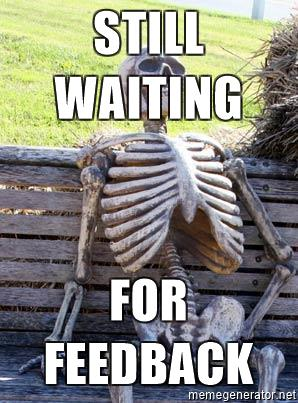 STILL
WAITING
FOR
FEEDBACK
memegenerator.net